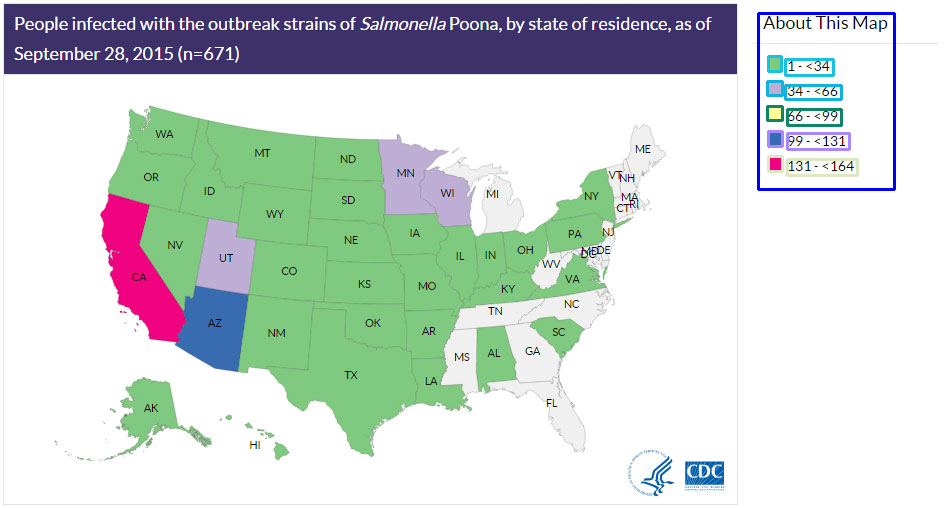 People infected with the outbreak strains of Salmonella Poona, by state of residence, as of
September 28, 2015 (n=671)
About This Map
1 - <34
34 - <66
66 - <99
99 - <131
131 - <164
WA
MT
ND
MN
ME
OR
ID
SD
WI
MI
VT
NH
NY
MA
CT
RI
WY
IA
PA
NJ
NV
NE
UT
CO
IL
IN
OH
MD
DE
DC
WV
VA
CA
KS
MO
KY
NC
AZ
NM
OK
AR
TN
SC
TX
LA
MS
AL
GA
FL
AK
HI
CDC